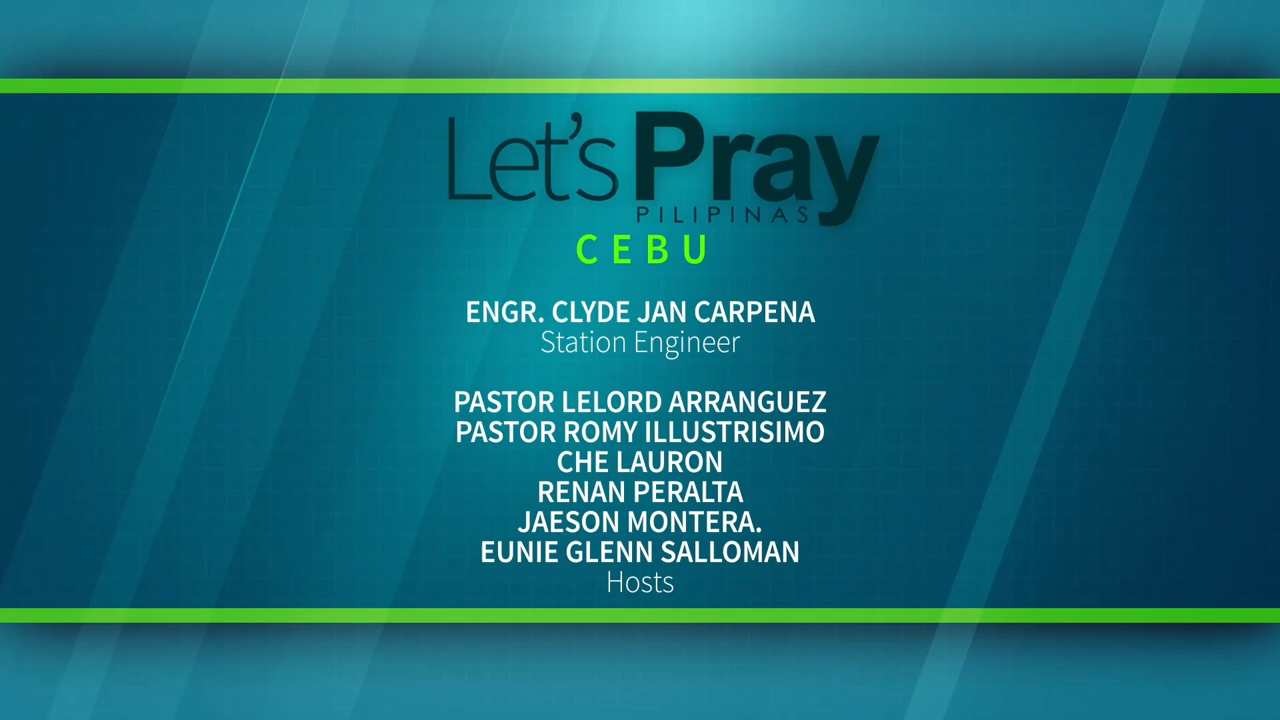 Let's Pray
PILIPINAS
CEBU
ENGR. CLYDE JAN CARPENA
Station Engineer
PASTOR LELORD ARRANGUEZ
PASTOR ROMY ILLUSTRISIMO
CHE LAURON
RENAN PERALTA
JAESON MONTERA.
EUNIE GLENN SALLOMAN
Hosts